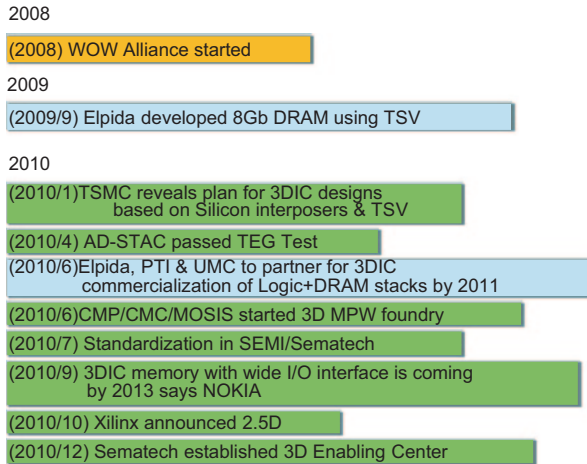 2008
(2008) WOW Alliance started
2009
(2009/9) Elpida developed 8Gb DRAM using TSV
2010
(2010/1)TSMC reveals plan for 3DIC designs
based on Silicon interposers & TSV
(2010/4) AD-STAC passed TEG Test
(2010/6)Elpida, PTI & UMC to partner for 3DIC
commercialization of Logic+DRAM stacks by 2011
(2010/6)CMP/CMC/MOSIS started 3D MPW foundry
(2010/7) Standardization in SEMI/Sematech
(2010/9) 3DIC memory with wide I/O interface is coming
by 2013 says NOKIA
(2010/10) Xilinx announced 2.5D
(2010/12) Sematech established 3D Enabling Center